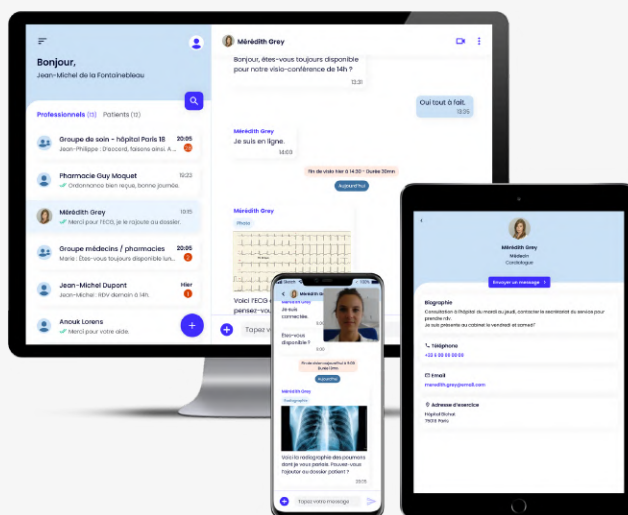 Bonjour,
Jean-Michel de la Fontainebleau
Professionnels (13) Patients (13)
Groupe de soin - hôpital Paris 18 20:05
Jean-Philippe : D'accord, faisons ainsi. A ...
Pharmacie Guy Moquet
Ordonnance bien reçue, bonne journée.
Mérédith Grey
Merci pour l'ECG, je le rajoute au dossier.
Groupe médecins / pharmacies 20:05
Marie : Êtes-vous toujours disponible lun...
2
Jean-Michel Dupont Hier
Jean-Michel : RDV demain à 14h.
1
Anouk Lorens
Merci pour votre aide.
+
Mérédith Grey
Bonjour, êtes-vous toujours disponible
pour notre visio-conférence de 14h ?
13:31
Oui tout à fait.
13:35
Mérédith Grey
Je suis en ligne.
14:00
Fin de visio hier à 14:30 - Durée 30mn
Aujourd'hui
Mérédith Grey
Photo
Voici l'ECG
pensez-vous
Tapez
Mérédith Grey
Je suis
connectée.
Êtes-vous
disponible ?
Aujourd'hui
Mérédith Grey
Radiographie
Voici la radiographie des poumons
dont je vous parlais. Pouvez-vous
l'ajouter au dossier patient ?
Tapez votre message
Mérédith Grey
Médecin
Cardiologue
Envoyer un message
Biographie
Consultation à l'hôpital du mardi au jeudi, contacter le secrétariat du service pour
prendre rdv.
Je suis présente au cabinet le vendredi et samedi
Téléphone
Email
meredith.grey@email.com
Adresse d'exercice
Hôpital Bichat
75018 Paris